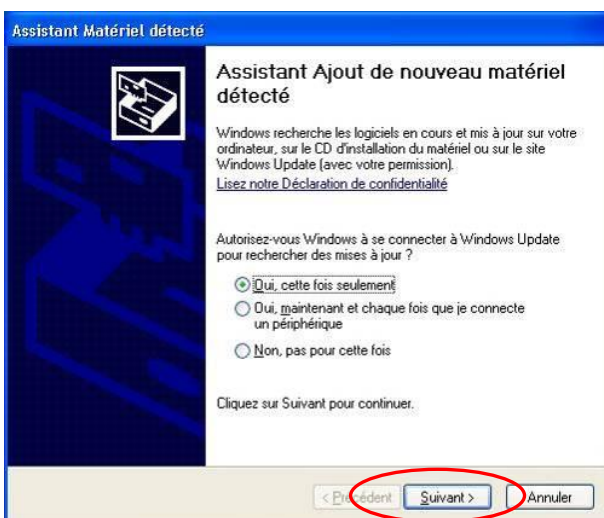 Assistant Matériel détecté
Assistant Ajout de nouveau matériel
détecté
Windows recherche les logiciels en cours et mis à jour sur votre
ordinateur, sur le CD d'installation du matériel ou sur le site
Windows Update (avec votre permission).
Lisez notre Déclaration de confidentialité
Autorisez-vous Windows à se connecter à Windows Update
pour rechercher des mises à jour ?
Oui, cette fois seulement
Oui, maintenant et chaque fois que je connecte
un périphérique
Non, pas pour cette fois
Cliquez sur Suivant pour continuer.
< Précédent Suivant > Annuler